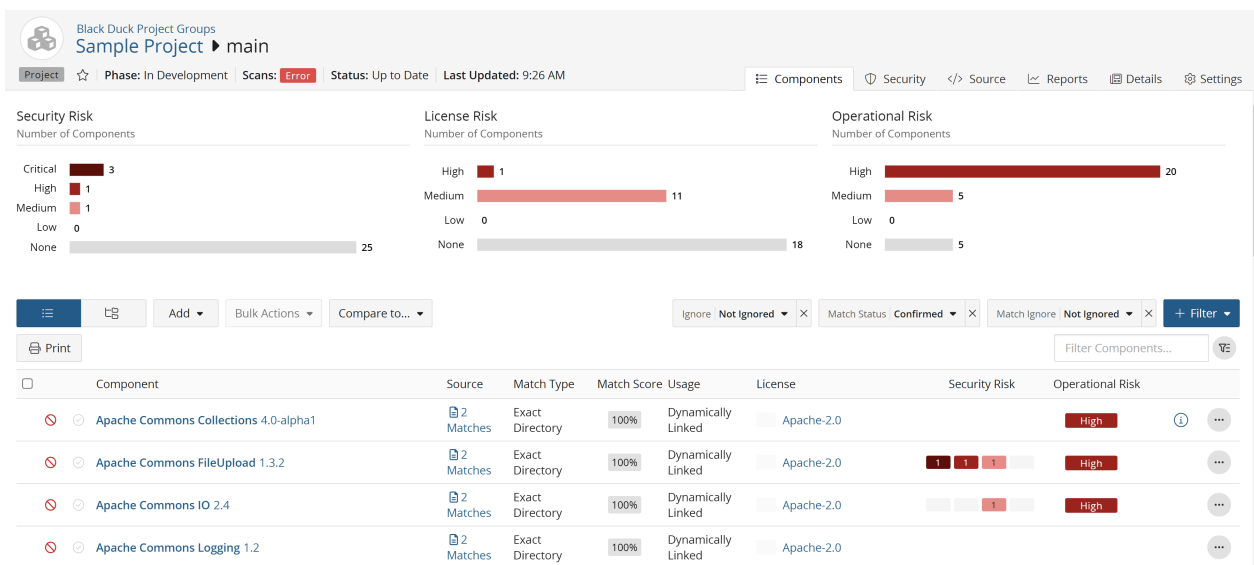 Black Duck Project Groups
Sample Project main
Project Phase: In Development Scans: Error Status: Up to Date Last Updated: 9:26 AM
Components Security Source Reports Details Settings
Security Risk
Number of Components
Critical 3
High 1
Medium 1
Low 0
None 25
License Risk
Number of Components
High 1
Medium 11
Low 0
None 18
Operational Risk
Number of Components
High 20
Medium 5
Low 0
None 5
Add Bulk Actions Compare to... Ignore Not Ignored × Match Status Confirmed × Match Ignore Not Ignored × + Filter
Print Filter Components...
Component Source Match Type Match Score Usage License Security Risk Operational Risk
Apache Commons Collections 4.0-alpha1 2 Matches Exact Directory 100% Dynamically Linked Apache-2.0 High
Apache Commons FileUpload 1.3.2 2 Matches Exact Directory 100% Dynamically Linked Apache-2.0 1 1 1 High
Apache Commons IO 2.4 2 Matches Exact Directory 100% Dynamically Linked Apache-2.0 1 High
Apache Commons Logging 1.2 2 Matches Exact Directory 100% Dynamically Linked Apache-2.0